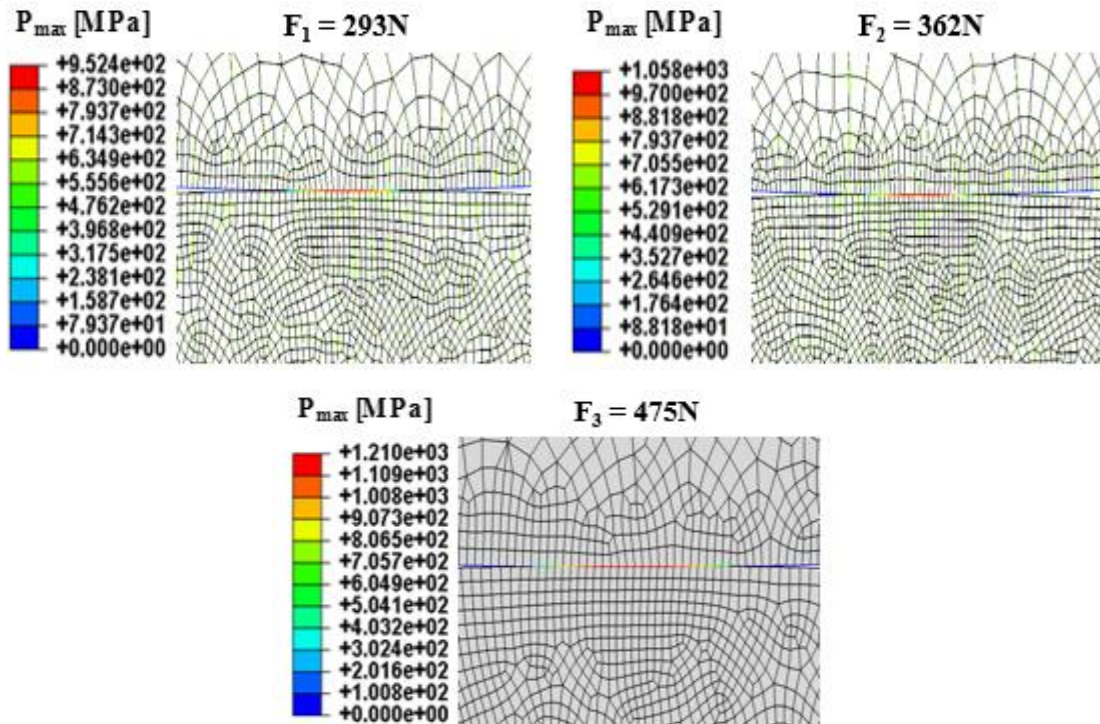 P_max [MPa]
F_1 = 293N
+9.524e+02
+8.730e+02
+7.937e+02
+7.143e+02
+6.349e+02
+5.556e+02
+4.762e+02
+3.968e+02
+3.175e+02
+2.381e+02
+1.587e+02
+7.937e+01
+0.000e+00
P_max [MPa]
F_2 = 362N
+1.058e+03
+9.700e+02
+8.818e+02
+7.937e+02
+7.055e+02
+6.173e+02
+5.291e+02
+4.409e+02
+3.527e+02
+2.646e+02
+1.764e+02
+8.818e+01
+0.000e+00
P_max [MPa]
F_3 = 475N
+1.210e+03
+1.109e+03
+1.008e+03
+9.073e+02
+8.065e+02
+7.057e+02
+6.049e+02
+5.041e+02
+4.032e+02
+3.024e+02
+2.016e+02
+1.008e+02
+0.000e+00